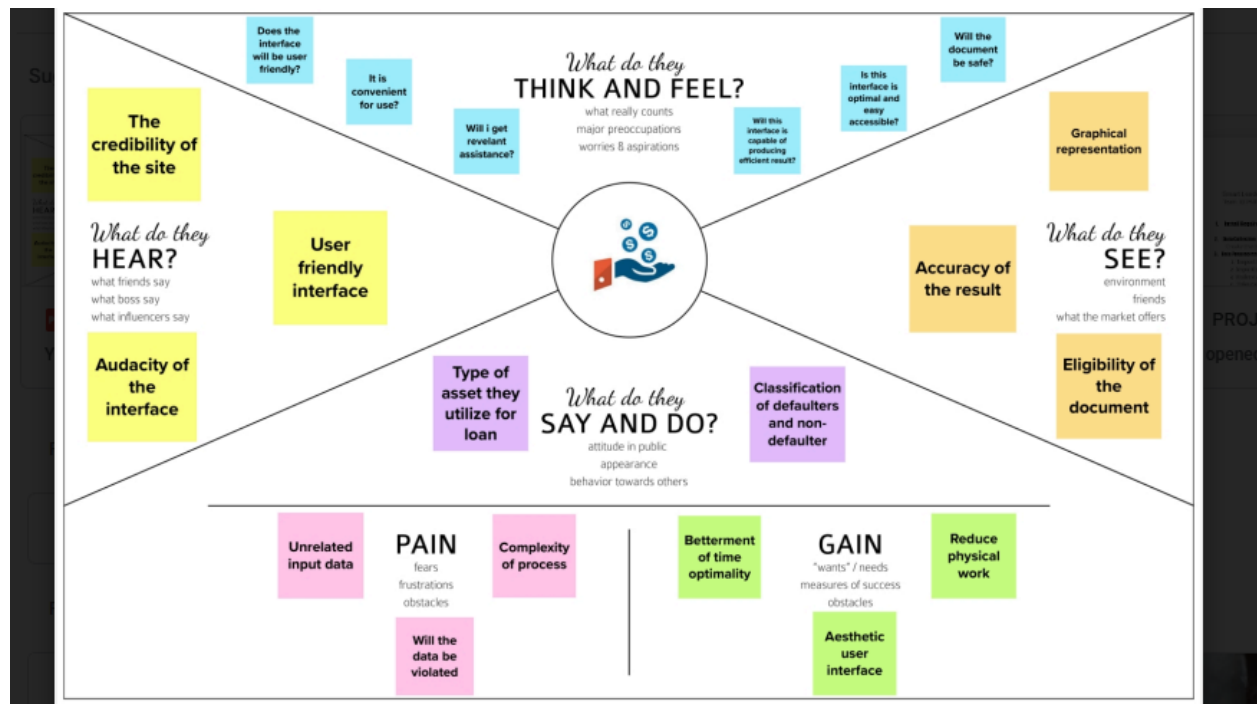 Does the
interface
will be user
friendly?
It is
convenient
for use?
Will i get
revelant
assistance?
What do they
THINK AND FEEL?
what really counts
major preoccupations
worries & aspirations
Will this
interface is
capable of
producing
efficient result?
Is this
interface is
optimal and
easy
accessible?
Will the
document
be safe?
The
credibility of
the site
What do they
HEAR?
what friends say
what boss say
what influencers say
User
friendly
interface
Audacity of
the
interface
Graphical
representation
Accuracy of
the result
What do they
SEE?
environment
friends
what the market offers
Eligibility of
the
document
Type of
asset they
utilize for
loan
What do they
SAY AND DO?
attitude in public
appearance
behavior towards others
Classification
of defaulters
and non-
defaulter
Unrelated
input data
PAIN
fears
frustrations
obstacles
Complexity
of process
Will the
data be
violated
Betterment
of time
optimality
GAIN
"wants" / needs
measures of success
obstacles
Reduce
physical
work
Aesthetic
user
interface
PROJ
opened